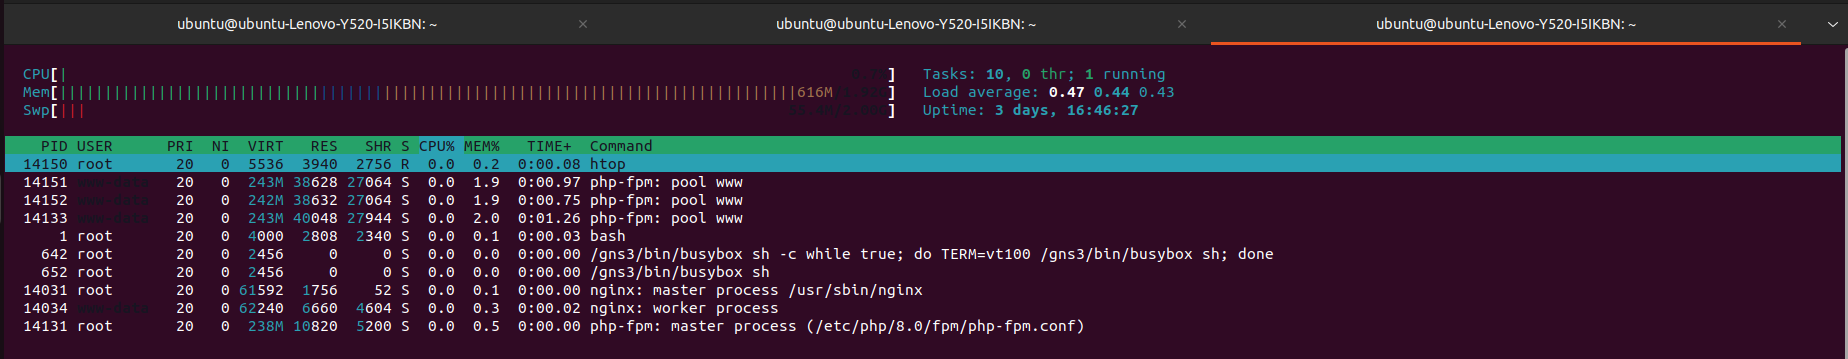 ubuntu@ubuntu-Lenovo-Y520-I5IKBN: ~ × ubuntu@ubuntu-Lenovo-Y520-I5IKBN: ~ × ubuntu@ubuntu-Lenovo-Y520-I5IKBN: ~ ×
CPU[| ] Tasks: 10, 0 thr; 1 running
Mem[||||||||||||||||||||||||||||||||||||||||||||||||||||||||||||||||||||||||||||||||||616M ] Load average: 0.47 0.44 0.43
Swp[||| ] Uptime: 3 days, 16:46:27
PID USER PRI NI VIRT RES SHR S CPU% MEM% TIME+ Command
14150 root 20 0 5536 3940 2756 R 0.0 0.2 0:00.08 htop
14151 20 0 243M 38628 27064 S 0.0 1.9 0:00.97 php-fpm: pool www
14152 20 0 242M 38632 27064 S 0.0 1.9 0:00.75 php-fpm: pool www
14133 20 0 243M 40048 27944 S 0.0 2.0 0:01.26 php-fpm: pool www
1 root 20 0 4000 2808 2340 S 0.0 0.1 0:00.03 bash
642 root 20 0 2456 0 0 S 0.0 0.0 0:00.00 /gns3/bin/busybox sh -c while true; do TERM=vt100 /gns3/bin/busybox sh; done
652 root 20 0 2456 0 0 S 0.0 0.0 0:00.00 /gns3/bin/busybox sh
14031 root 20 0 61592 1756 52 S 0.0 0.1 0:00.00 nginx: master process /usr/sbin/nginx
14034 20 0 62240 6660 4604 S 0.0 0.3 0:00.02 nginx: worker process
14131 root 20 0 238M 10820 5200 S 0.0 0.5 0:00.00 php-fpm: master process (/etc/php/8.0/fpm/php-fpm.conf)